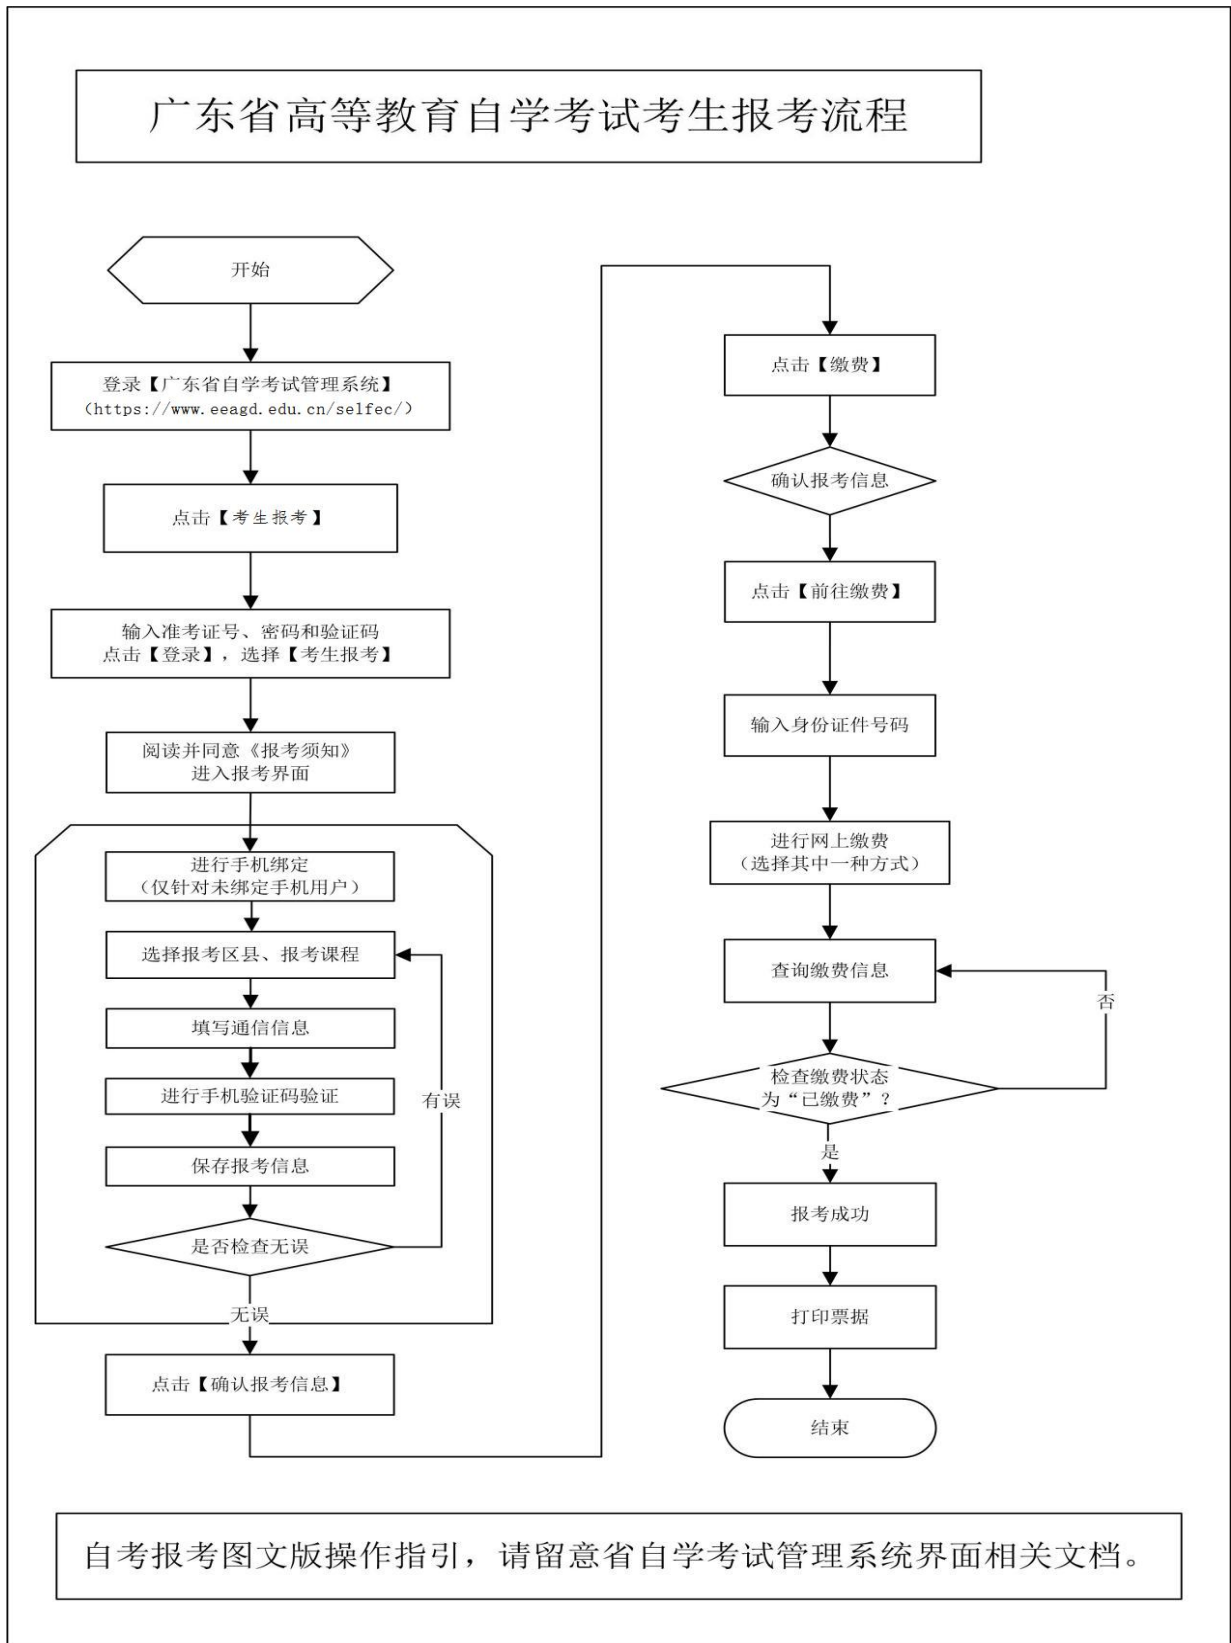 广东省高等教育自学考试考生报考流程
开始
登录【广东省自学考试管理系统】
（https://www.eeagd.edu.cn/selfec/）
点击【考生报考】
输入准考证号、密码和验证码
点击【登录】，选择【考生报考】
阅读并同意《报考须知》
进入报考界面
进行手机绑定
（仅针对未绑定手机用户）
选择报考区县、报考课程
填写通信信息
进行手机验证码验证
有误
保存报考信息
是否检查无误
无误
点击【确认报考信息】
点击【缴费】
确认报考信息
点击【前往缴费】
输入身份证件号码
进行网上缴费
（选择其中一种方式）
查询缴费信息
否
检查缴费状态
为“已缴费”？
是
报考成功
打印票据
结束
自考报考图文版操作指引，请留意省自学考试管理系统界面相关文档。